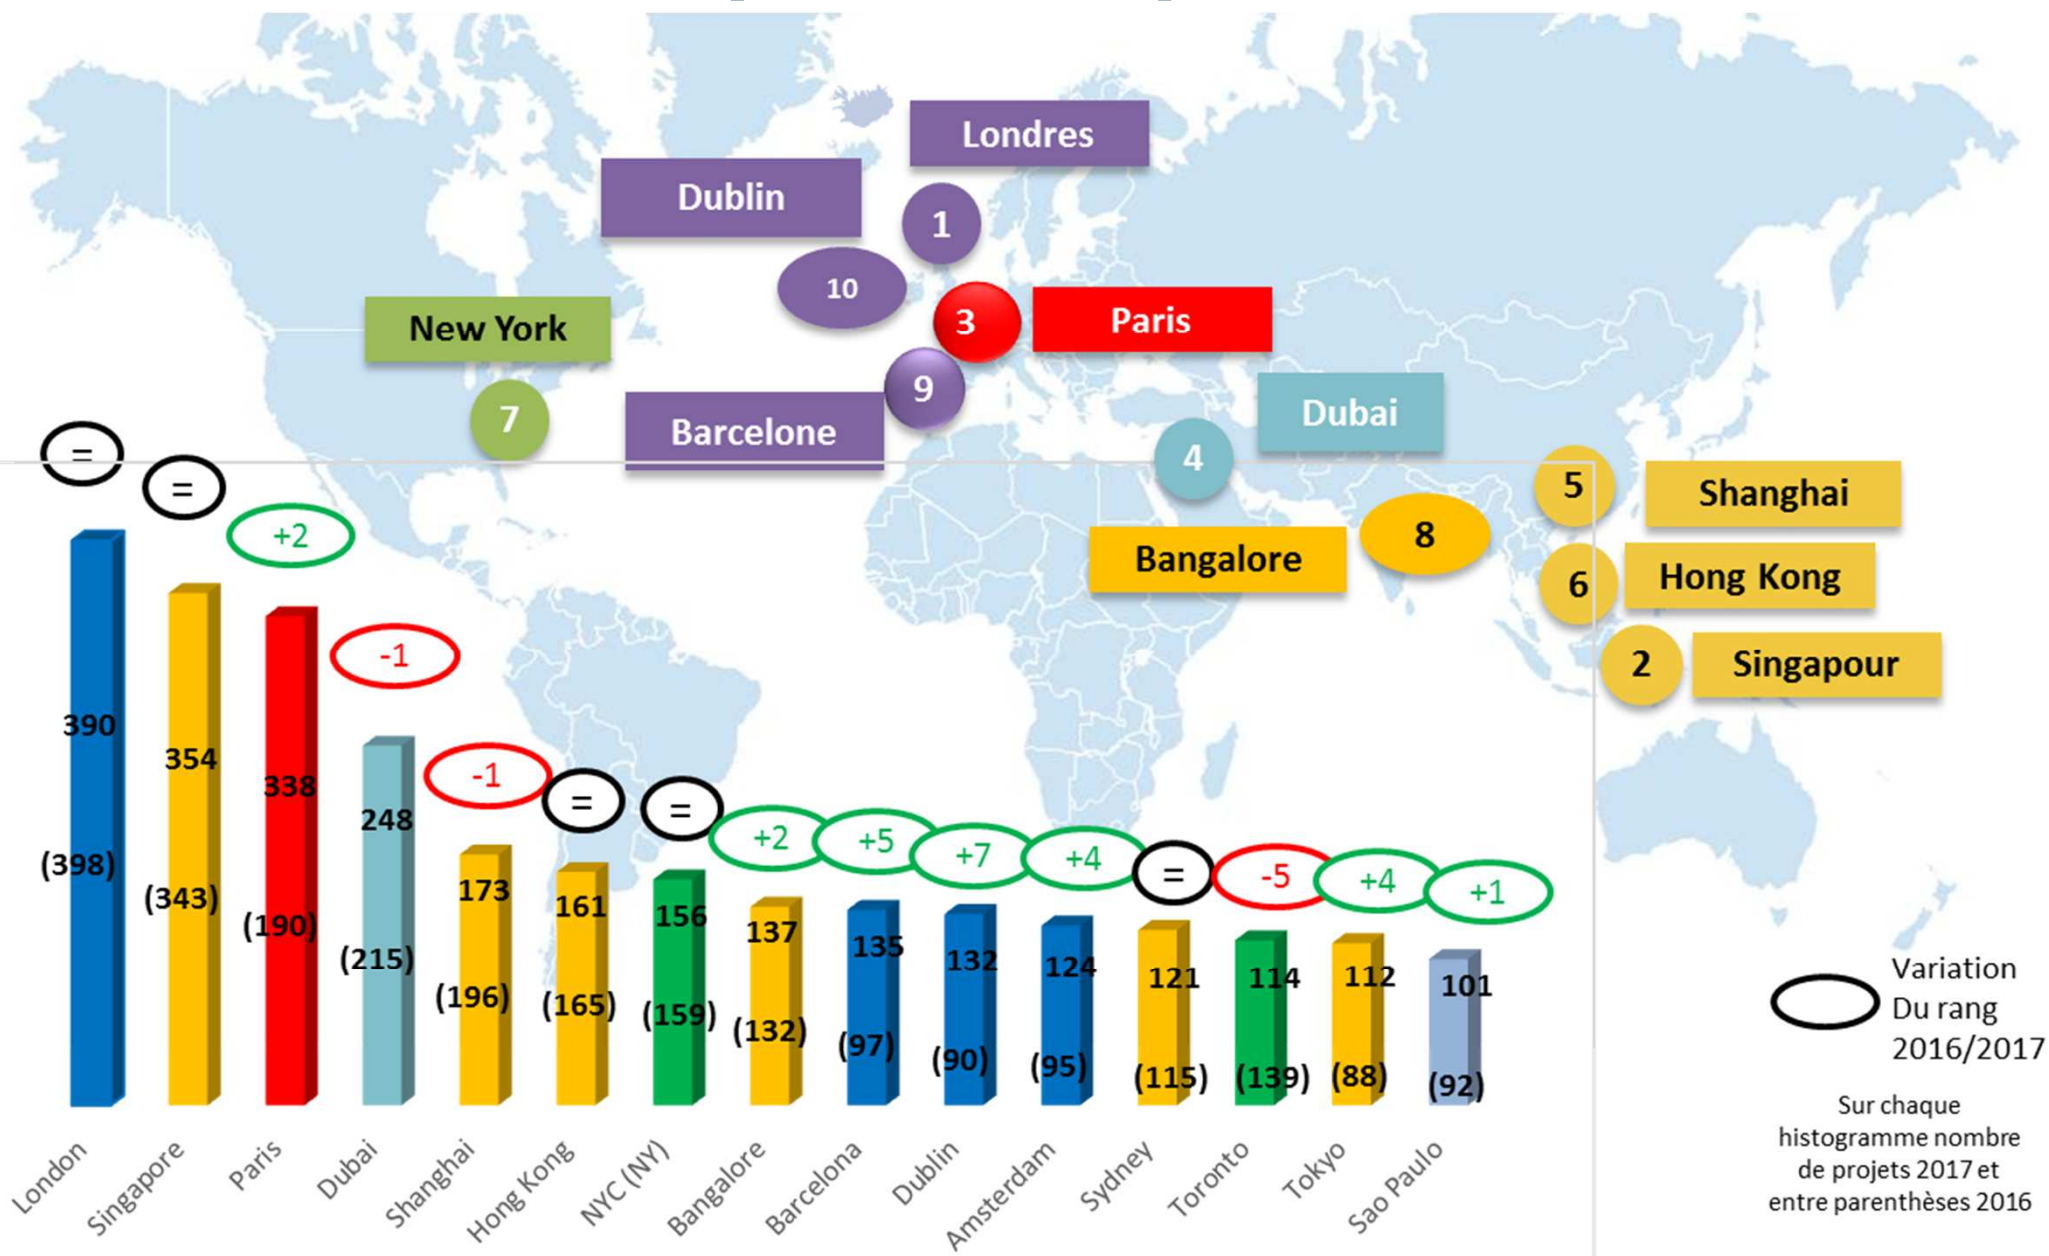 Londres
Dublin
1
10
New York
3
Paris
7
9
Barcelone
Dubai
4
5
Shanghai
Bangalore
8
6
Hong Kong
2
Singapour
=
=
+2
-1
-1
=
=
+2
+5
+7
+4
=
-5
+4
+1
390
354
338
248
173
161
156
137
135
132
124
121
114
112
101
(398)
(343)
(190)
(215)
(196)
(165)
(159)
(132)
(97)
(90)
(95)
(115)
(139)
(88)
(92)
London
Singapore
Paris
Dubai
Shanghai
Hong Kong
NYC (NY)
Bangalore
Barcelona
Dublin
Amsterdam
Sydney
Toronto
Tokyo
Sao Paulo
Variation
Du rang
2016/2017
Sur chaque
histogramme nombre
de projets 2017 et
entre parenthèses 2016